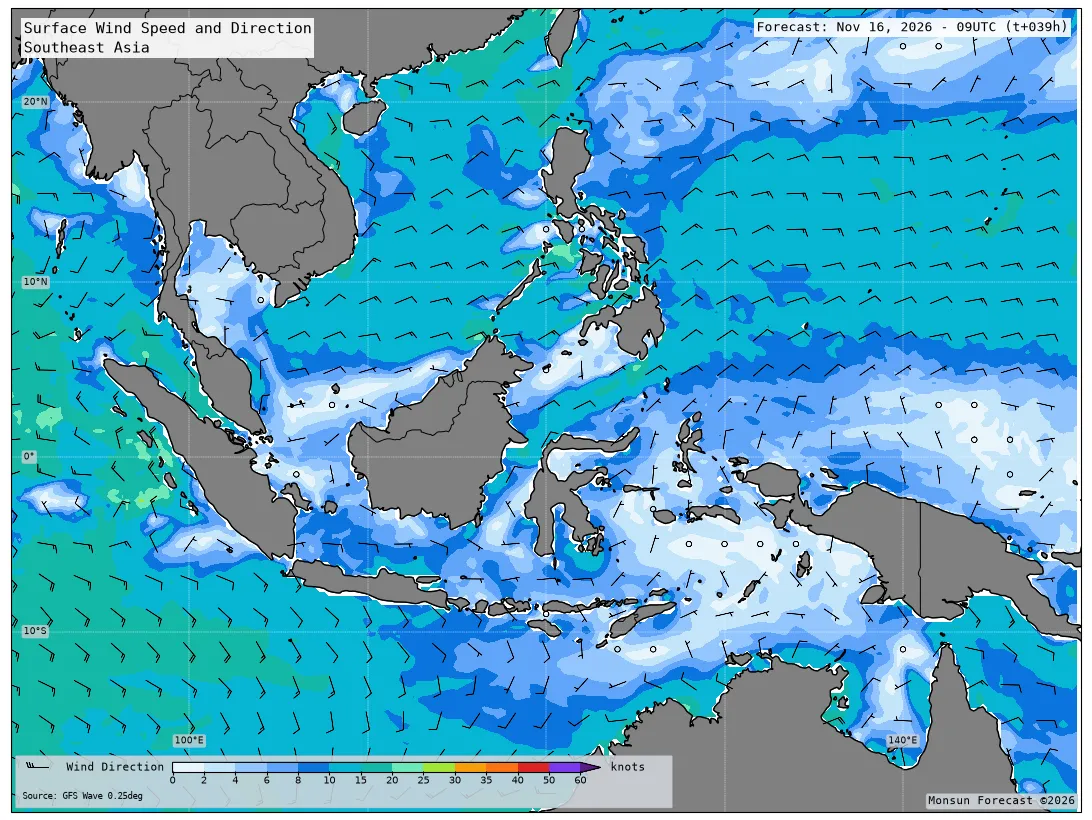 Surface Wind Speed and Direction
Southeast Asia
Forecast: Nov 16, 2026 - 09UTC (t+039h)
20°N
10°N
0°
10°S
100°E
140°E
Wind Direction
knots
0 2 4 6 8 10 15 20 25 30 35 40 50 60
Source: GFS Wave 0.25deg
Monsun Forecast ©2026